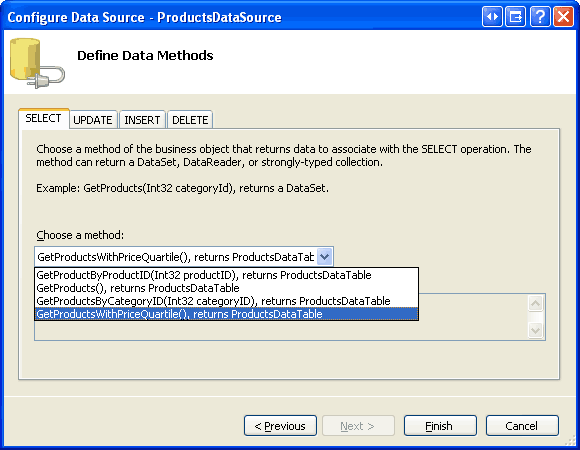 Configure Data Source - ProductsDataSource
Define Data Methods
SELECT UPDATE INSERT DELETE
Choose a method of the business object that returns data to associate with the SELECT operation. The
method can return a DataSet, DataReader, or strongly-typed collection.
Example: GetProducts(Int32 categoryId), returns a DataSet.
Choose a method:
GetProductsWithPriceQuartile(), returns ProductsDataTat
GetProductByProductID(Int32 productID), returns ProductsDataTable
GetProducts(), returns ProductsDataTable
GetProductsByCategoryID(Int32 categoryID), returns ProductsDataTable
GetProductsWithPriceQuartile(), returns ProductsDataTable
< Previous Next > Finish Cancel